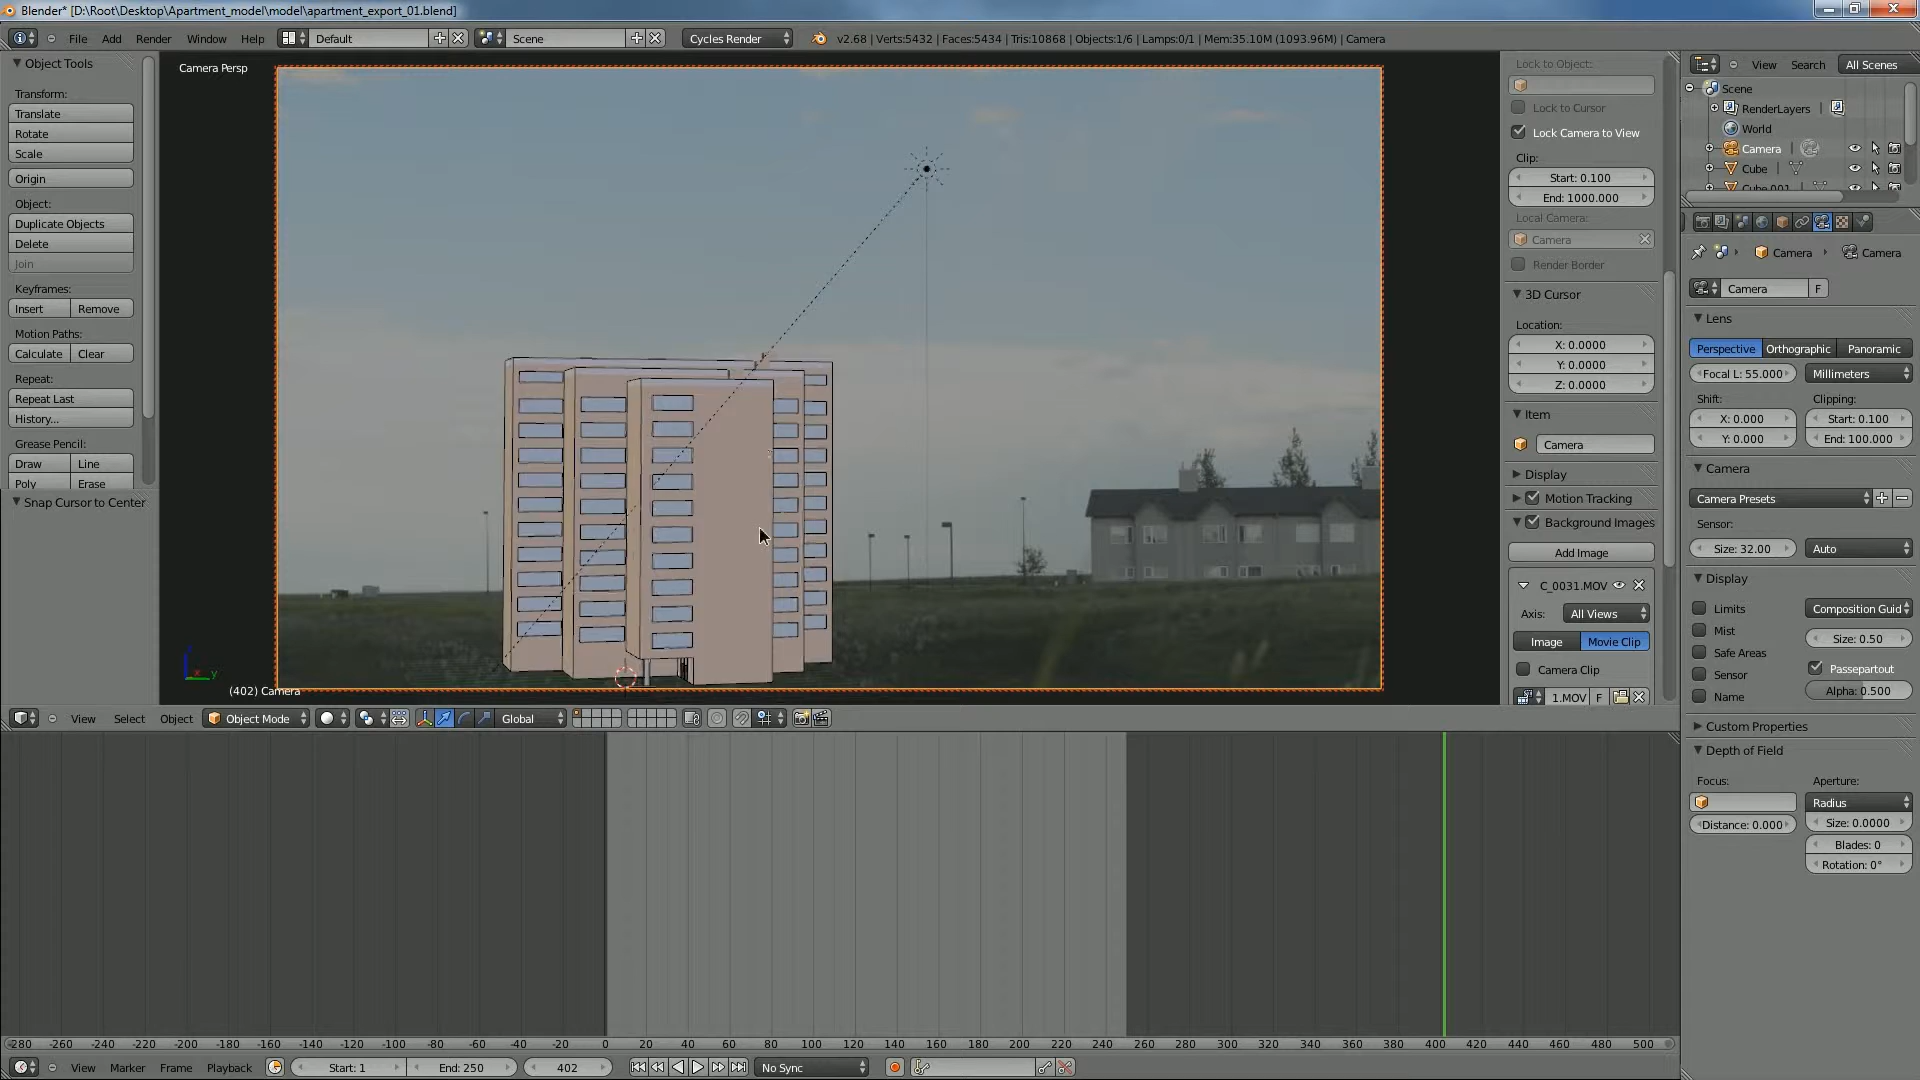 Blender* [D:\Root\Desktop\Apartment_model\model\apartment_export_01.blend]
File Add Render Window Help Default Scene Cycles Render v2.68 | Verts:5432 | Faces:5434 | Tris:10868 | Objects:1/6 | Lamps:0/1 | Mem:35.10M (1093.96M) | Camera
Object Tools
Transform:
Translate
Rotate
Scale
Origin
Object:
Duplicate Objects
Delete
Join
Keyframes:
Insert Remove
Motion Paths:
Calculate Clear
Repeat:
Repeat Last
History...
Grease Pencil:
Draw Line
Poly Erase
Snap Cursor to Center
Camera Persp
(402) Camera
Lock to Object:
Lock to Cursor
Lock Camera to View
Clip:
Start: 0.100
End: 1000.000
Local Camera:
Camera
Render Border
3D Cursor
Location:
X: 0.0000
Y: 0.0000
Z: 0.0000
Item
Camera
Display
Motion Tracking
Background Images
Add Image
C_0031.MOV
Axis: All Views
Image Movie Clip
Camera Clip
1.MOV F
View Search All Scenes
Scene
RenderLayers
World
Camera
Cube
Cube.001
Camera Camera
Camera F
Lens
Perspective Orthographic Panoramic
Focal L: 55.000 Millimeters
Shift: Clipping:
X: 0.000 Start: 0.100
Y: 0.000 End: 100.000
Camera
Camera Presets
Sensor:
Size: 32.00 Auto
Display
Limits Composition Guid
Mist Size: 0.50
Safe Areas Passepartout
Sensor Alpha: 0.500
Name
Custom Properties
Depth of Field
Focus: Aperture:
Radius
Distance: 0.000 Size: 0.0000
Blades: 0
Rotation: 0°
View Select Object Object Mode Global
-280 -260 -240 -220 -200 -180 -160 -140 -120 -100 -80 -60 -40 -20 0 20 40 60 80 100 120 140 160 180 200 220 240 260 280 300 320 340 360 380 400 420 440 460 480 500
View Marker Frame Playback Start: 1 End: 250 402 No Sync